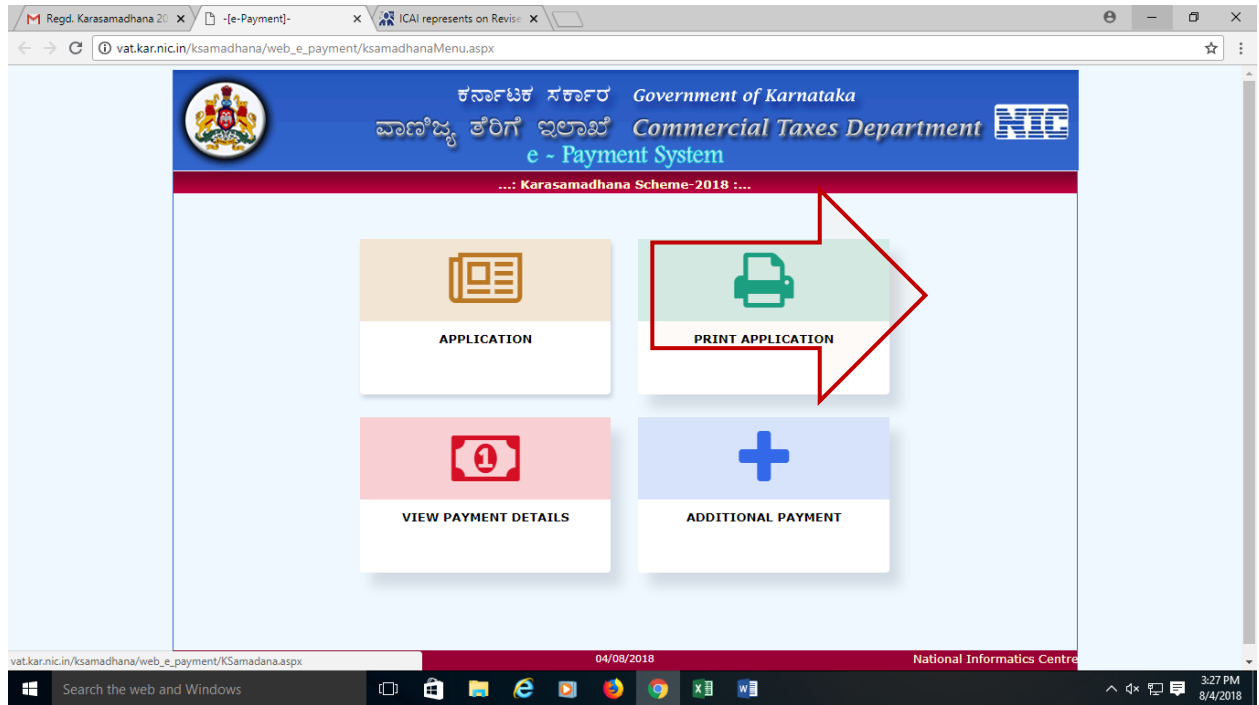 Regd. Karasamadhana 20
-[e-Payment]-
ICAI represents on Revise
vat.kar.nic.in/ksamadhana/web_e_payment/ksamadhanaMenu.aspx
ಕರ್ನಾಟಕ ಸರ್ಕಾರ Government of Karnataka
ವಾಣಿಜ್ಯ ತೆರಿಗೆ ಇಲಾಖೆ Commercial Taxes Department
NIC
e - Payment System
...: Karasamadhana Scheme-2018 :...
APPLICATION
PRINT APPLICATION
1
VIEW PAYMENT DETAILS
ADDITIONAL PAYMENT
vat.kar.nic.in/ksamadhana/web_e_payment/KSamadana.aspx
04/08/2018
National Informatics Centre
Search the web and Windows
3:27 PM
8/4/2018